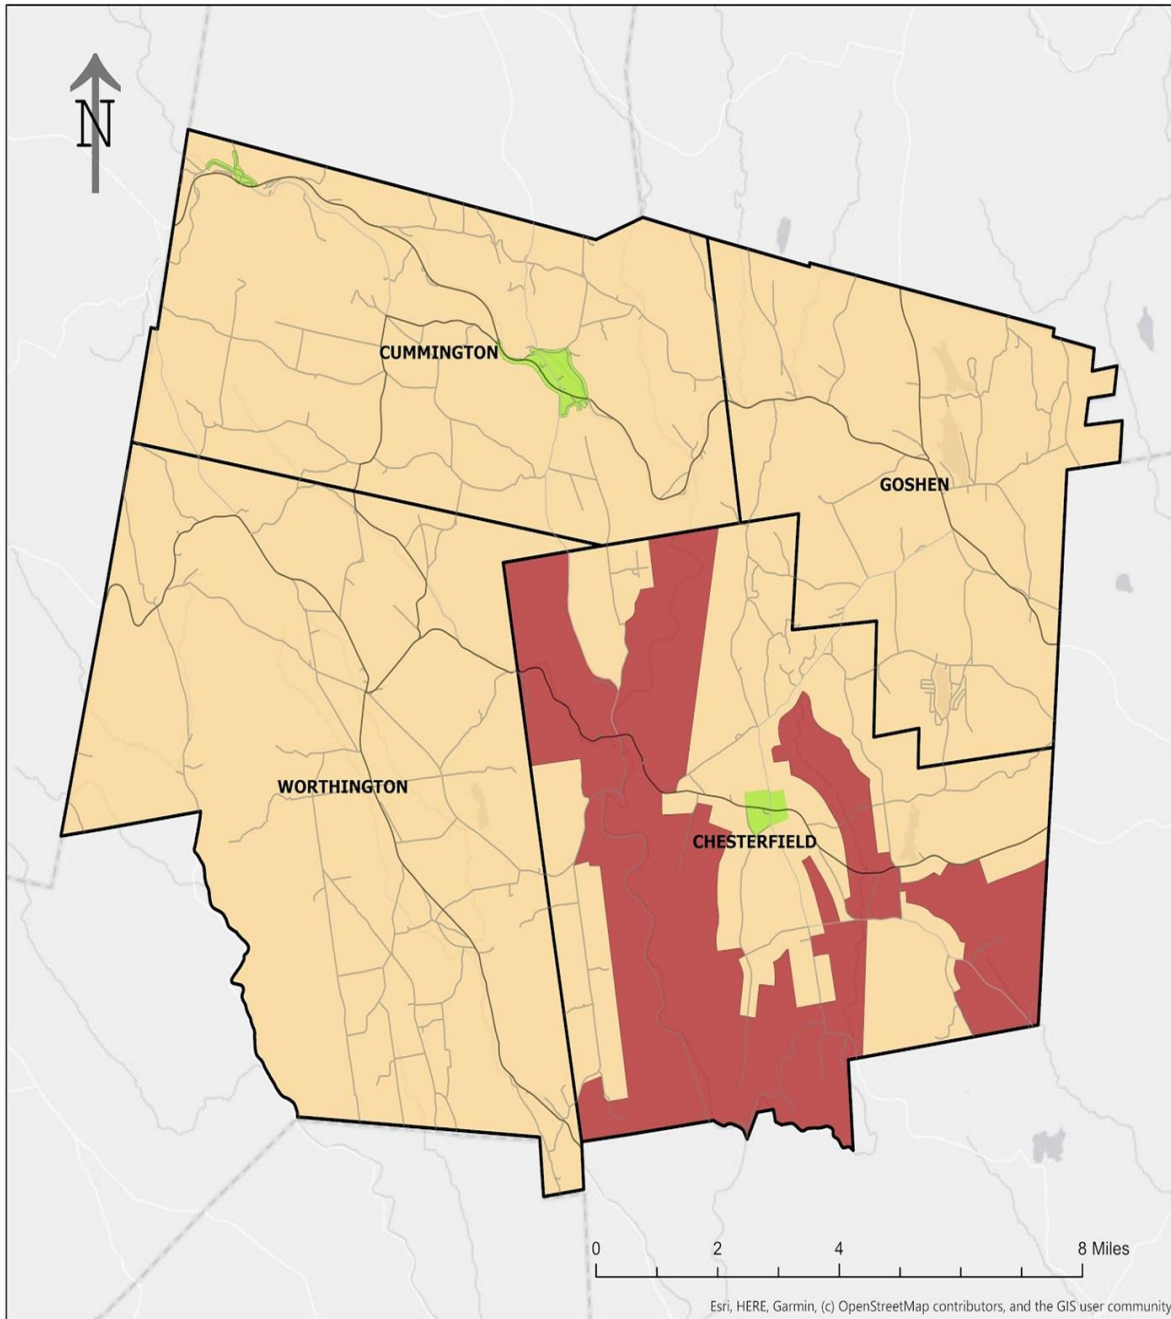 N
CUMMINGTON
GOSHEN
WORTHINGTON
CHESTERFIELD
0 2 4 8 Miles
Esri, HERE, Garmin, (c) OpenStreetMap contributors, and the GIS user community